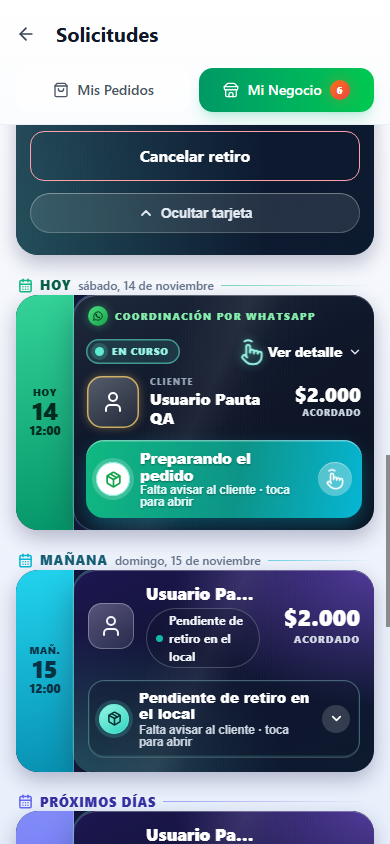 Solicitudes
Mis Pedidos
Mi Negocio 6
Cancelar retiro
Ocultar tarjeta
HOY sábado, 14 de noviembre
COORDINACIÓN POR WHATSAPP
EN CURSO
Ver detalle
HOY
14
12:00
CLIENTE
Usuario Pauta
QA
$2.000
ACORDADO
Preparando el
pedido
Falta avisar al cliente · toca
para abrir
MAÑANA domingo, 15 de noviembre
MAÑ.
15
12:00
Usuario Pa...
Pendiente de
retiro en el
local
$2.000
ACORDADO
Pendiente de retiro en
el local
Falta avisar al cliente · toca
para abrir
PRÓXIMOS DÍAS
Usuario Pa...